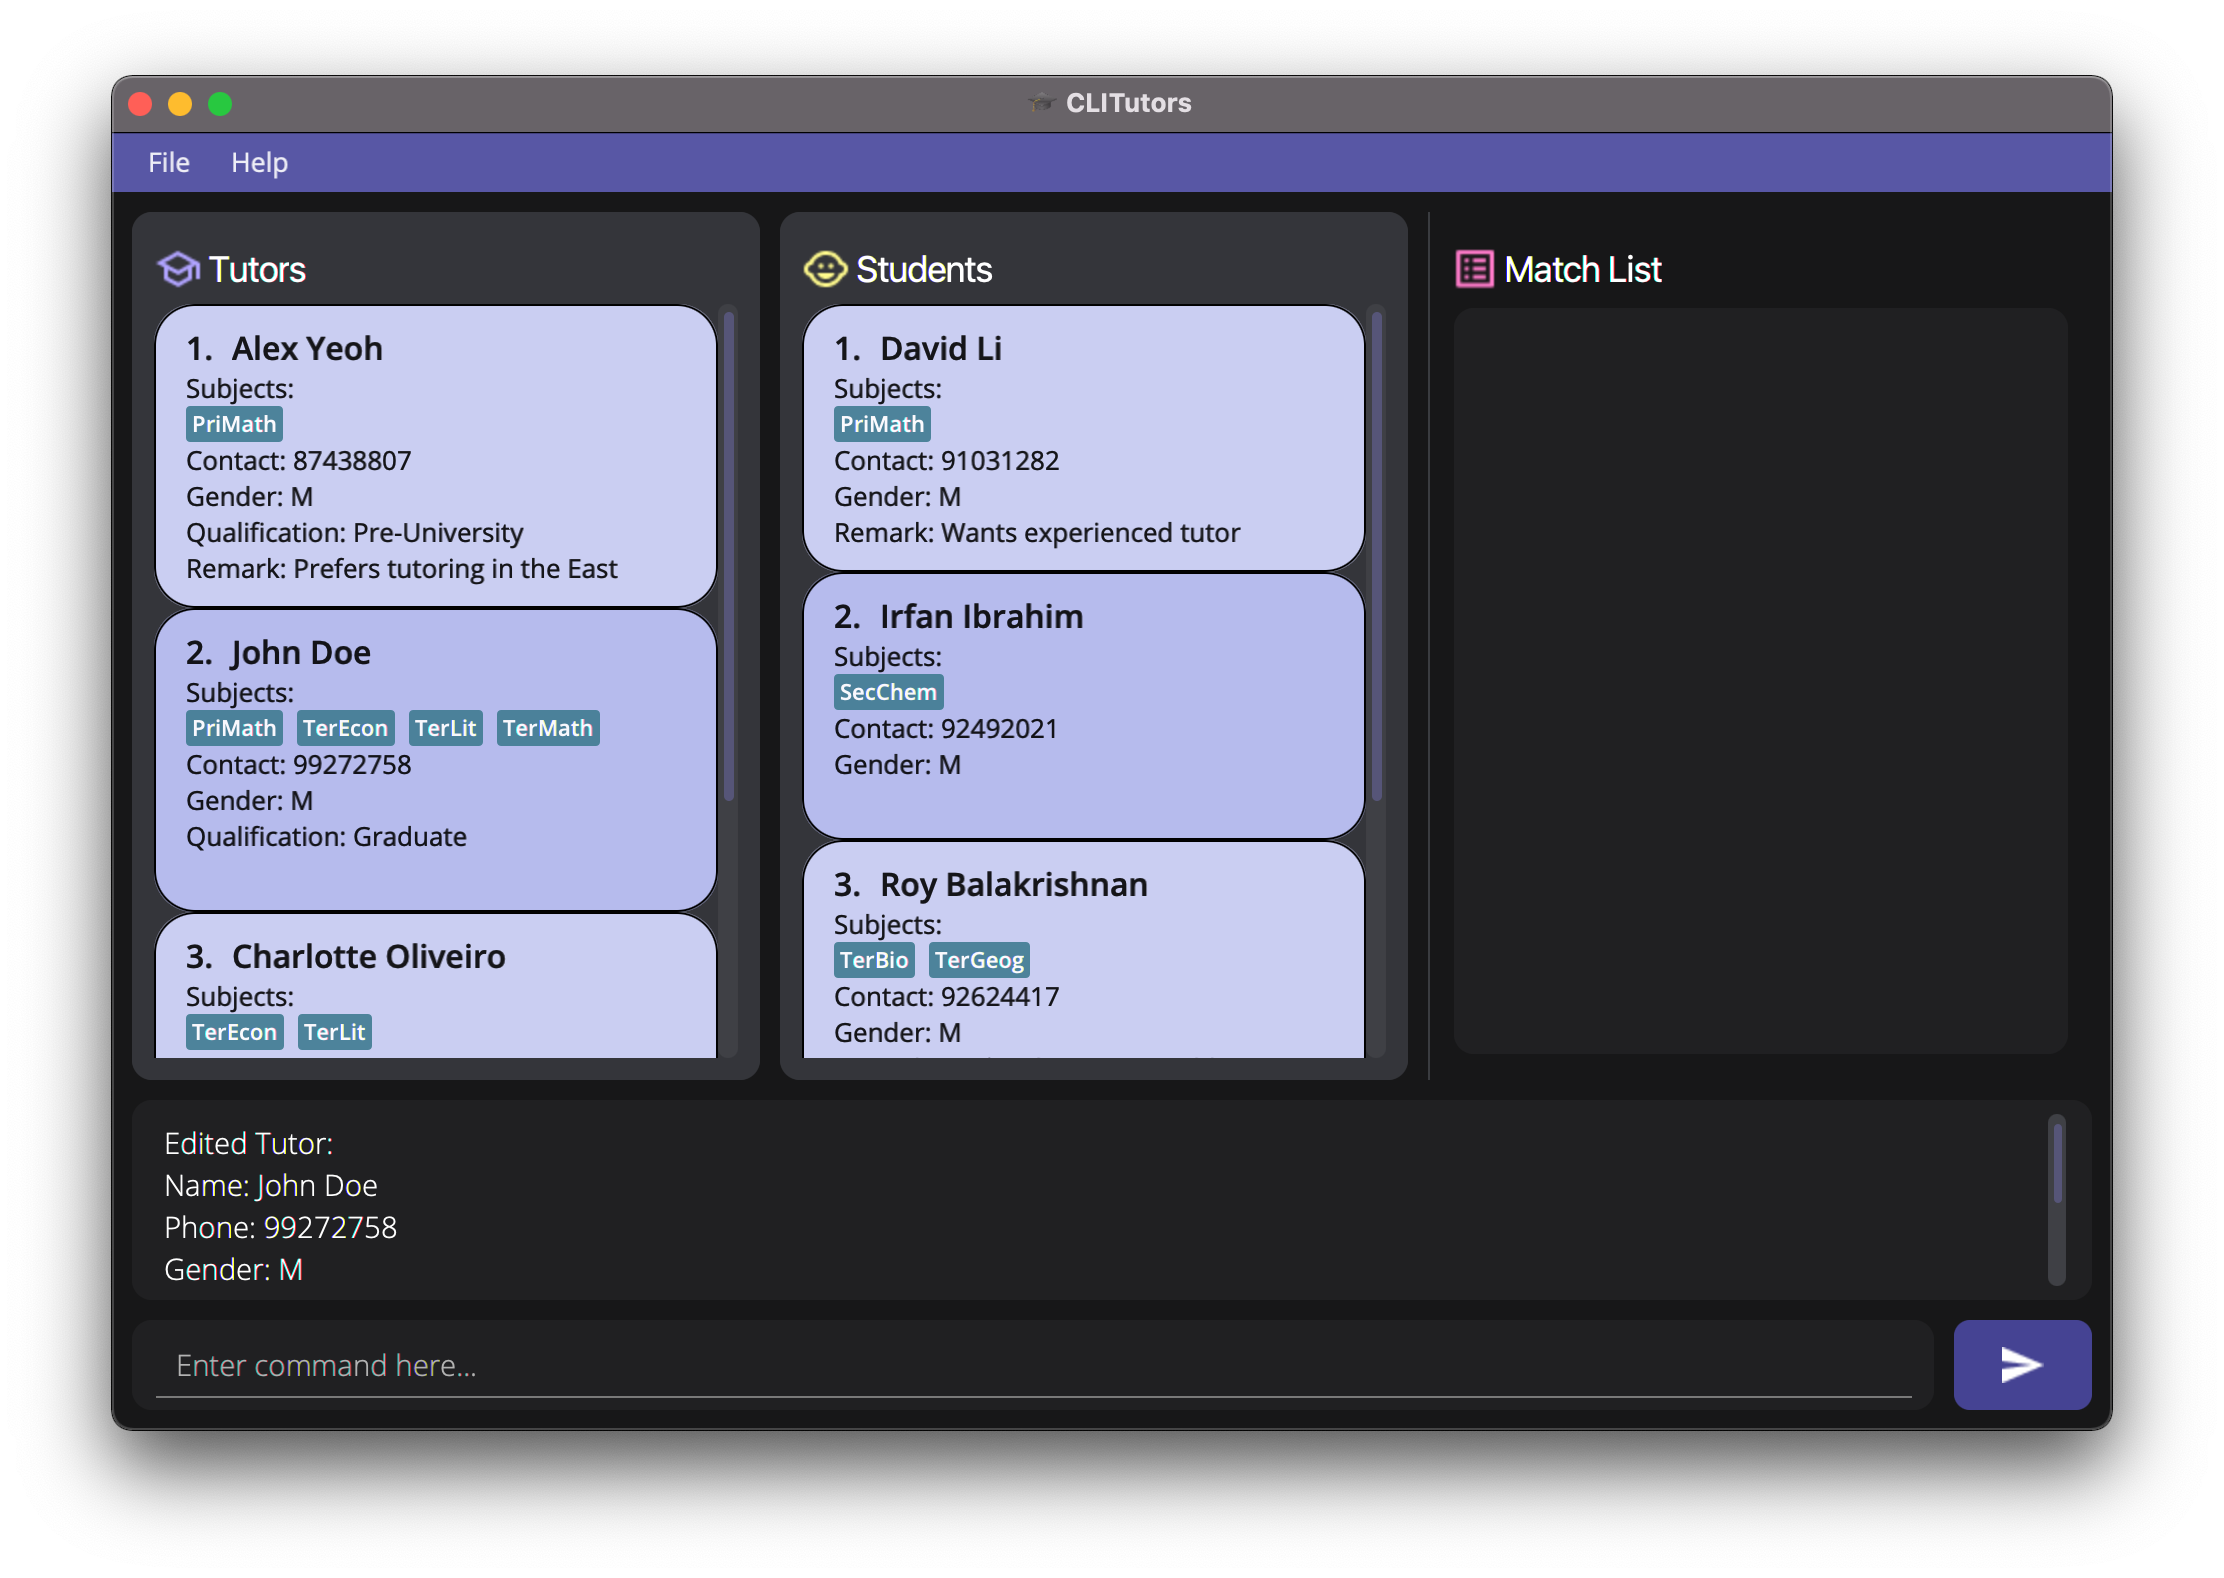 CLITutors
File Help
Tutors
1. Alex Yeoh
Subjects:
PriMath
Contact: 87438807
Gender: M
Qualification: Pre-University
Remark: Prefers tutoring in the East
2. John Doe
Subjects:
PriMath TerEcon TerLit TerMath
Contact: 99272758
Gender: M
Qualification: Graduate
3. Charlotte Oliveiro
Subjects:
TerEcon TerLit
Students
1. David Li
Subjects:
PriMath
Contact: 91031282
Gender: M
Remark: Wants experienced tutor
2. Irfan Ibrahim
Subjects:
SecChem
Contact: 92492021
Gender: M
3. Roy Balakrishnan
Subjects:
TerBio TerGeog
Contact: 92624417
Gender: M
Match List
Edited Tutor:
Name: John Doe
Phone: 99272758
Gender: M
Enter command here...